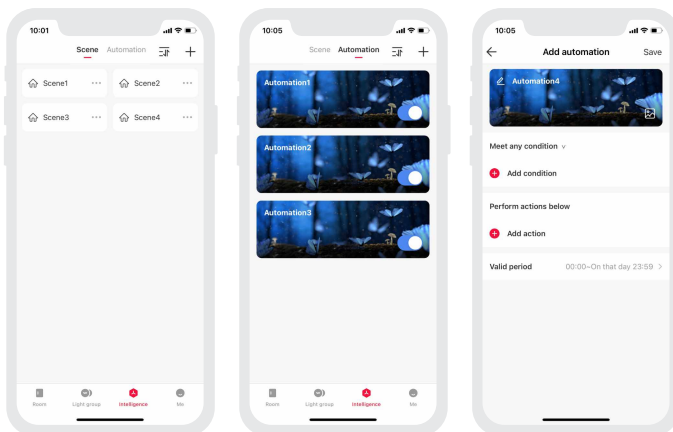 10:01
Scene Automation
Scene1
Scene2
Scene3
Scene4
Room Light group Intelligence Me
10:05
Scene Automation
Automation1
Automation2
Automation3
Room Light group Intelligence Me
10:05
Add automation Save
Automation4
Meet any condition
Add condition
Perform actions below
Add action
Valid period 00:00~On that day 23:59